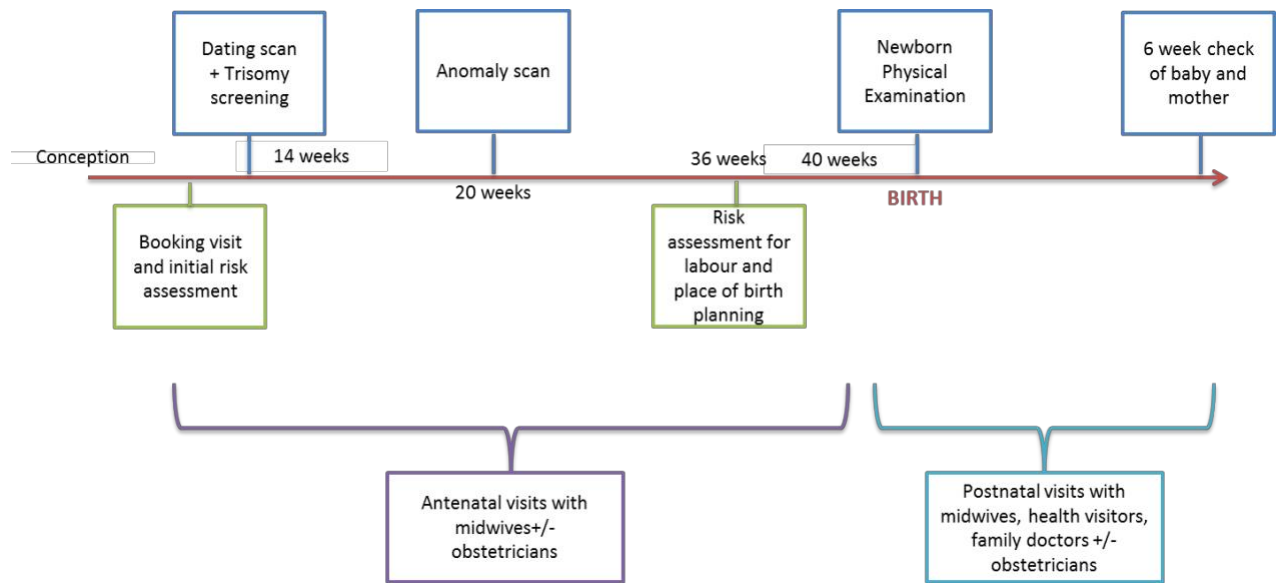 Dating scan
+ Trisomy
screening
Anomaly scan
Newborn
Physical
Examination
6 week check
of baby and
mother
Conception
14 weeks
20 weeks
36 weeks
40 weeks
BIRTH
Booking visit
and initial risk
assessment
Risk
assessment for
labour and
place of birth
planning
Antenatal visits with
midwives+/-
obstetricians
Postnatal visits with
midwives, health visitors,
family doctors +/-
obstetricians